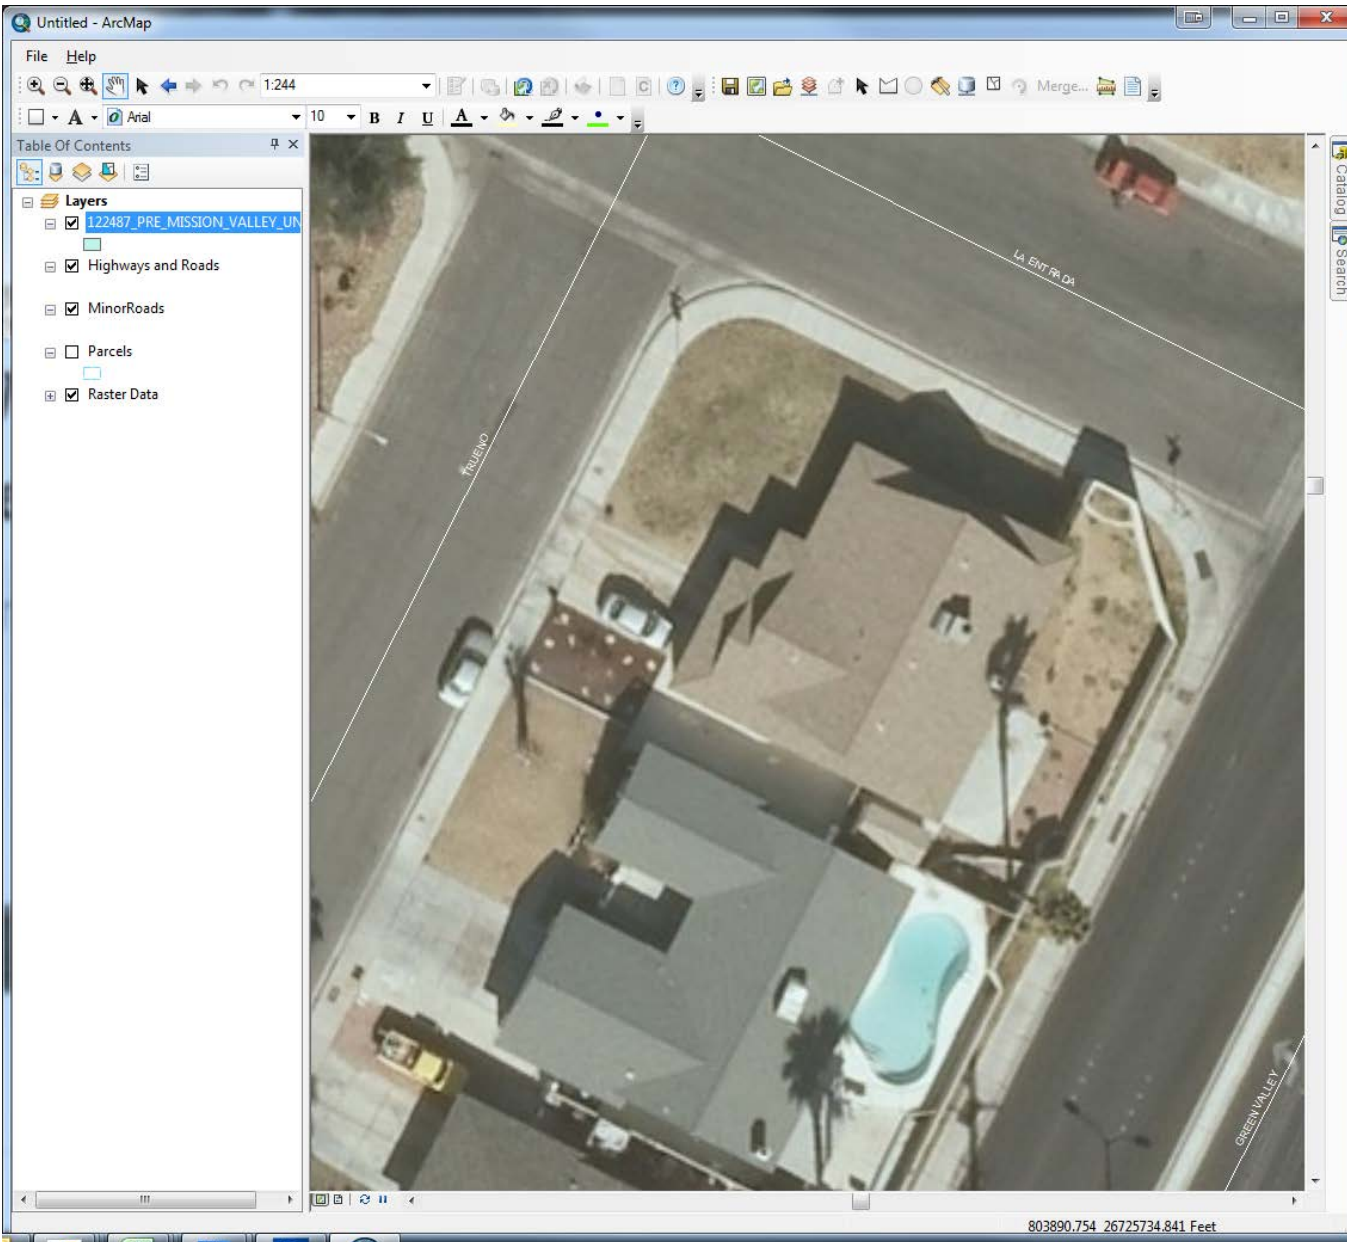 Untitled - ArcMap
File Help
1:244
C
Merge...
A
Arial
10
B I U A
Table Of Contents
Layers
122487_PRE_MISSION_VALLEY_UN
Highways and Roads
MinorRoads
Parcels
Raster Data
LA ENTRADA
TRUENO
GREEN VALLEY
Catalog
Search
803890.754 26725734.841 Feet